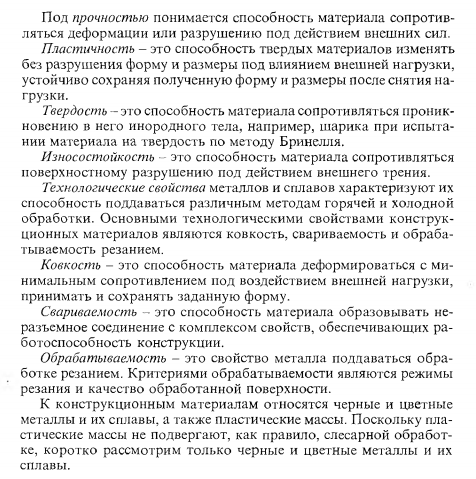 Под прочностью понимается способность материала сопротив-
ляться деформации или разрушению под действием внешних сил.
Пластичность – это способность твердых материалов изменять
без разрушения форму и размеры под влиянием внешней нагрузки,
устойчиво сохраняя полученную форму и размеры после снятия на-
грузки.
Твердость – это способность материала сопротивляться проник-
новению в него инородного тела, например, шарика при испыта-
нии материала на твердость по методу Бринелля.
Износостойкость – это способность материала сопротивляться
поверхностному разрушению под действием внешнего трения.
Технологические свойства металлов и сплавов характеризуют их
способность поддаваться различным методам горячей и холодной
обработки. Основными технологическими свойствами конструк-
ционных материалов являются ковкость, свариваемость и обраба-
тываемость резанием.
Ковкость – это способность материала деформироваться с ми-
нимальным сопротивлением под воздействием внешней нагрузки,
принимать и сохранять заданную форму.
Свариваемость – это способность материала образовывать не-
разъемное соединение с комплексом свойств, обеспечивающих ра-
ботоспособность конструкции.
Обрабатываемость – это свойство металла поддаваться обра-
ботке резанием. Критериями обрабатываемости являются режимы
резания и качество обработанной поверхности.
К конструкционным материалам относятся черные и цветные
металлы и их сплавы, а также пластические массы. Поскольку пла-
стические массы не подвергают, как правило, слесарной обработ-
ке, коротко рассмотрим только черные и цветные металлы и их
сплавы.